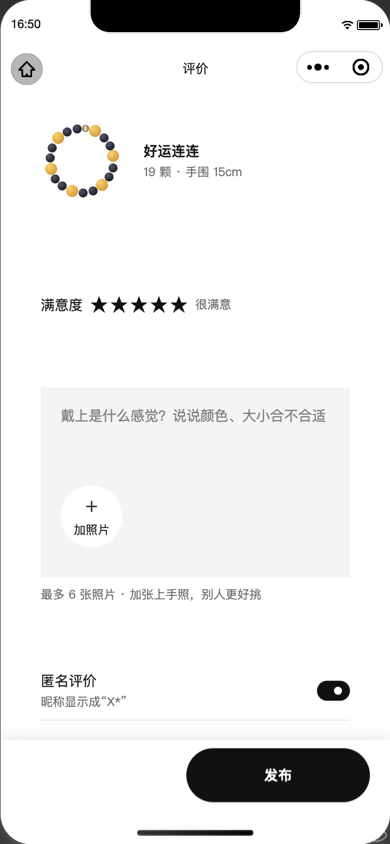 16:50
评价
好运连连
19 颗 · 手围 15cm
满意度 ★★★★★ 很满意
戴上是什么感觉？说说颜色、大小合不合适
+
加照片
最多 6 张照片 · 加张上手照，别人更好挑
匿名评价
昵称显示成“X*”
发布